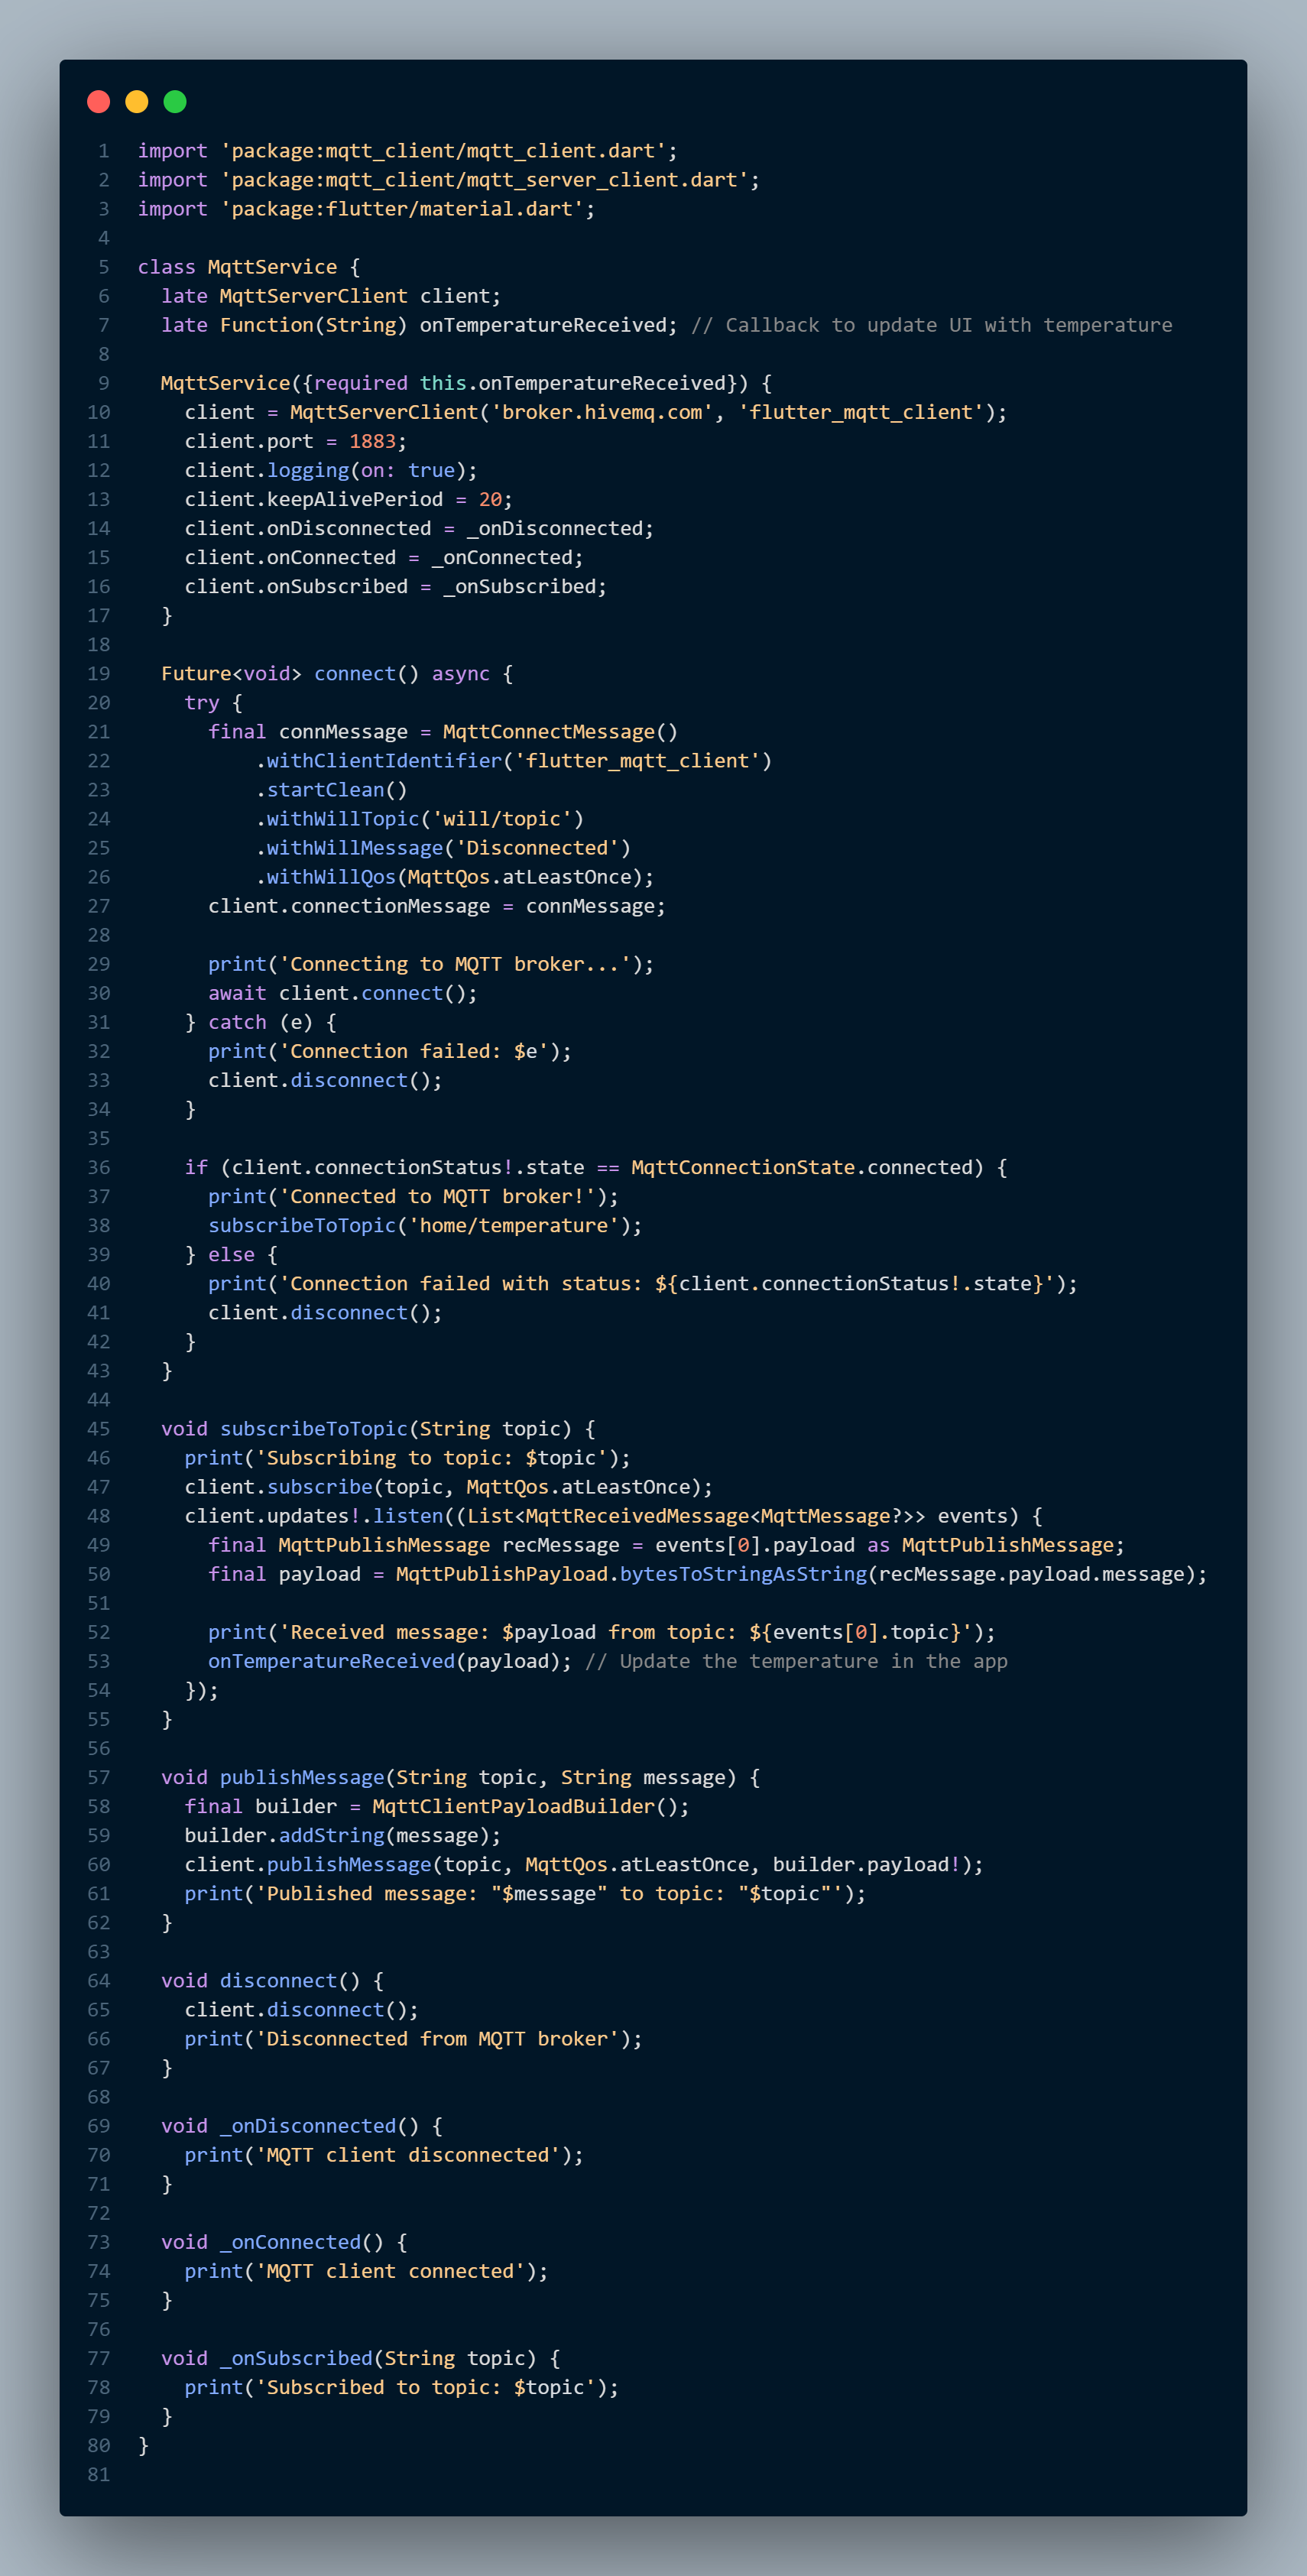 1 import 'package:mqtt_client/mqtt_client.dart';
2 import 'package:mqtt_client/mqtt_server_client.dart';
3 import 'package:flutter/material.dart';
4
5 class MqttService {
6   late MqttServerClient client;
7   late Function(String) onTemperatureReceived; // Callback to update UI with temperature
8
9   MqttService({required this.onTemperatureReceived}) {
10     client = MqttServerClient('broker.hivemq.com', 'flutter_mqtt_client');
11     client.port = 1883;
12     client.logging(on: true);
13     client.keepAlivePeriod = 20;
14     client.onDisconnected = _onDisconnected;
15     client.onConnected = _onConnected;
16     client.onSubscribed = _onSubscribed;
17   }
18
19   Future<void> connect() async {
20     try {
21       final connMessage = MqttConnectMessage()
22           .withClientIdentifier('flutter_mqtt_client')
23           .startClean()
24           .withWillTopic('will/topic')
25           .withWillMessage('Disconnected')
26           .withWillQos(MqttQos.atLeastOnce);
27       client.connectionMessage = connMessage;
28
29       print('Connecting to MQTT broker...');
30       await client.connect();
31     } catch (e) {
32       print('Connection failed: $e');
33       client.disconnect();
34     }
35
36     if (client.connectionStatus!.state == MqttConnectionState.connected) {
37       print('Connected to MQTT broker!');
38       subscribeToTopic('home/temperature');
39     } else {
40       print('Connection failed with status: ${client.connectionStatus!.state}');
41       client.disconnect();
42     }
43   }
44
45   void subscribeToTopic(String topic) {
46     print('Subscribing to topic: $topic');
47     client.subscribe(topic, MqttQos.atLeastOnce);
48     client.updates!.listen((List<MqttReceivedMessage<MqttMessage?>> events) {
49       final MqttPublishMessage recMessage = events[0].payload as MqttPublishMessage;
50       final payload = MqttPublishPayload.bytesToStringAsString(recMessage.payload.message);
51
52       print('Received message: $payload from topic: ${events[0].topic}');
53       onTemperatureReceived(payload); // Update the temperature in the app
54     });
55   }
56
57   void publishMessage(String topic, String message) {
58     final builder = MqttClientPayloadBuilder();
59     builder.addString(message);
60     client.publishMessage(topic, MqttQos.atLeastOnce, builder.payload!);
61     print('Published message: "$message" to topic: "$topic"');
62   }
63
64   void disconnect() {
65     client.disconnect();
66     print('Disconnected from MQTT broker');
67   }
68
69   void _onDisconnected() {
70     print('MQTT client disconnected');
71   }
72
73   void _onConnected() {
74     print('MQTT client connected');
75   }
76
77   void _onSubscribed(String topic) {
78     print('Subscribed to topic: $topic');
79   }
80 }
81